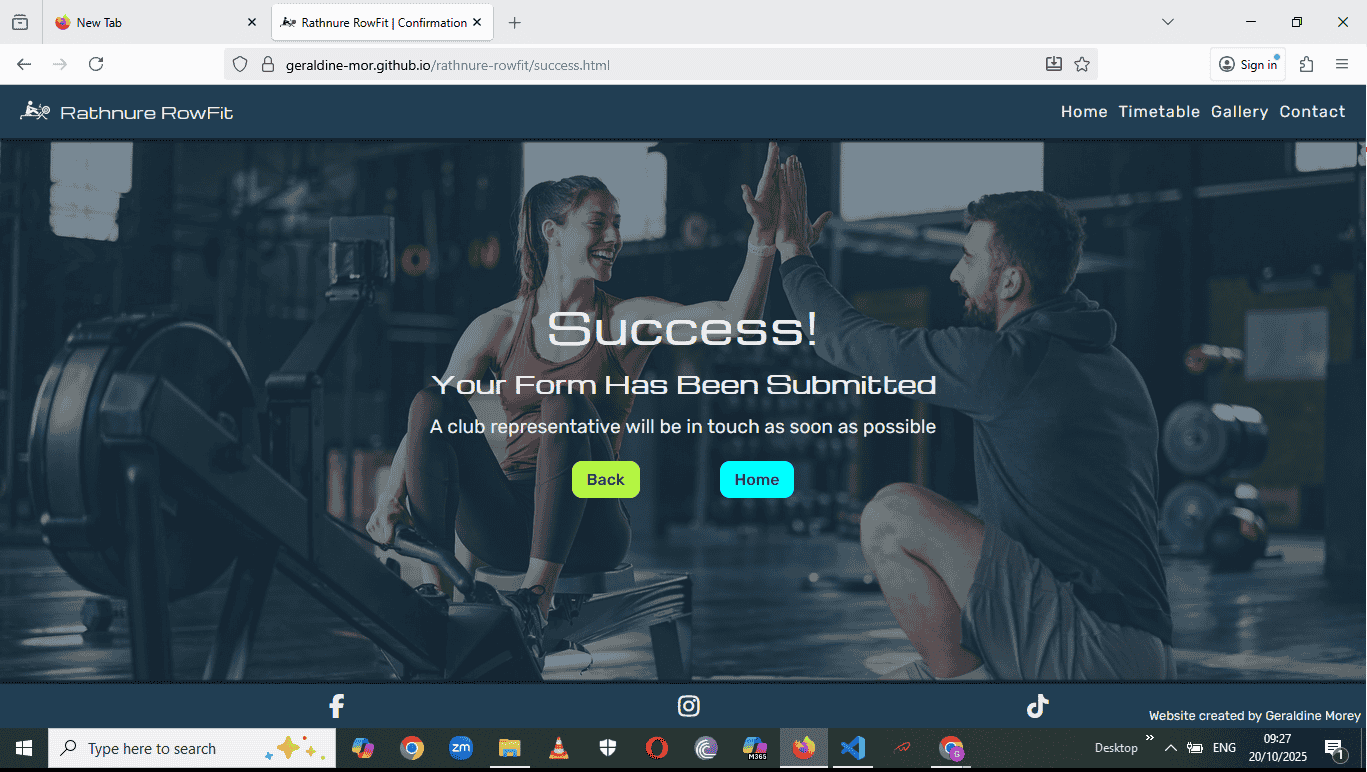 New Tab
Rathnure RowFit | Confirmation
geraldine-mor.github.io/rathnure-rowfit/success.html
Sign in
Rathnure RowFit
Home Timetable Gallery Contact
Success!
Your Form Has Been Submitted
A club representative will be in touch as soon as possible
Back Home
Website created by Geraldine Morey
Type here to search
zm
M365
G
Desktop
ENG
09:27
20/10/2025
1